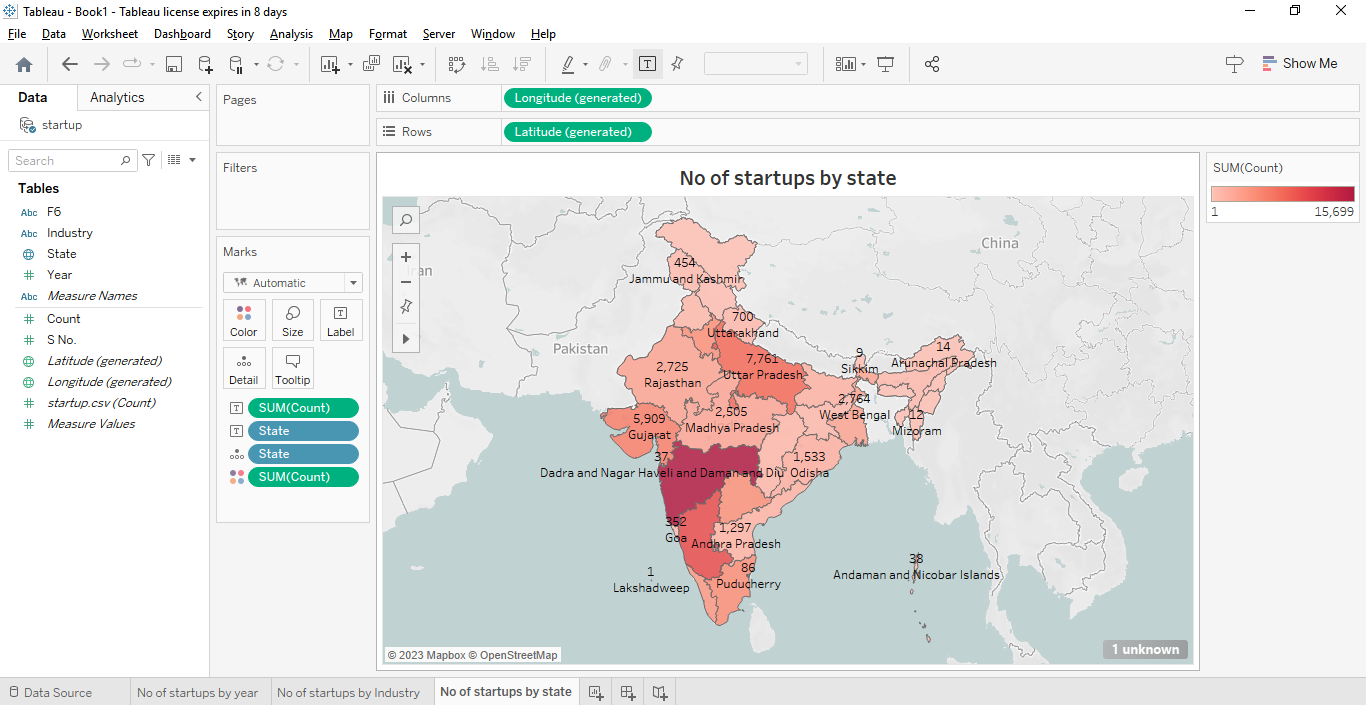 Tableau - Book1 - Tableau license expires in 8 days
File Data Worksheet Dashboard Story Analysis Map Format Server Window Help
Show Me
Data Analytics
startup
Search
Tables
Abc F6
Abc Industry
State
Year
Abc Measure Names
Count
S No.
Latitude (generated)
Longitude (generated)
startup.csv (Count)
Measure Values
Pages
Filters
Marks
Automatic
Color Size Label
Detail Tooltip
SUM(Count)
State
State
SUM(Count)
Columns Longitude (generated)
Rows Latitude (generated)
No of startups by state
China
Pakistan
454
Jammu and Kashmir
700
Uttarakhand
2,725
Rajasthan
7,761
Uttar Pradesh
9
Sikkim
14
Arunachal Pradesh
5,909
Gujarat
2,505
Madhya Pradesh
2,764
West Bengal
12
Mizoram
37
Dadra and Nagar Haveli and Daman and Diu
1,533
Odisha
352
Goa
1,297
Andhra Pradesh
1
Lakshadweep
86
Puducherry
38
Andaman and Nicobar Islands
© 2023 Mapbox © OpenStreetMap
1 unknown
SUM(Count)
1 15,699
Data Source No of startups by year No of startups by Industry No of startups by state